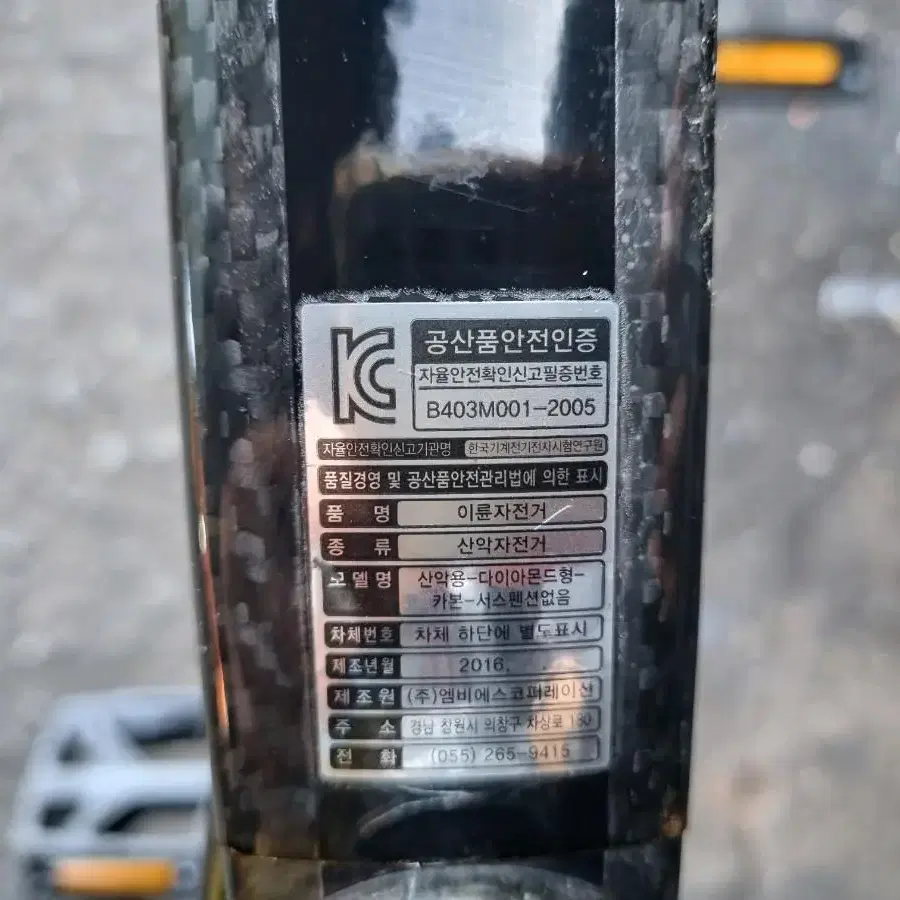 KC
공산품안전인증
자율안전확인신고필증번호
B403M001-2005
자율안전확인신고기관명 한국기계전기전자시험연구원
품질경영 및 공산품안전관리법에 의한 표시
품 명 이륜자전거
종 류 산악자전거
모델명 산악용-다이아몬드형-
카본-서스펜션없음
차체번호 차체 하단에 별도표시
제조년월 2016,
제조원 (주)엠비에스코퍼레이션
주 소 경남 창원시 의창구 차상로 130
전 화 (055) 265-9415